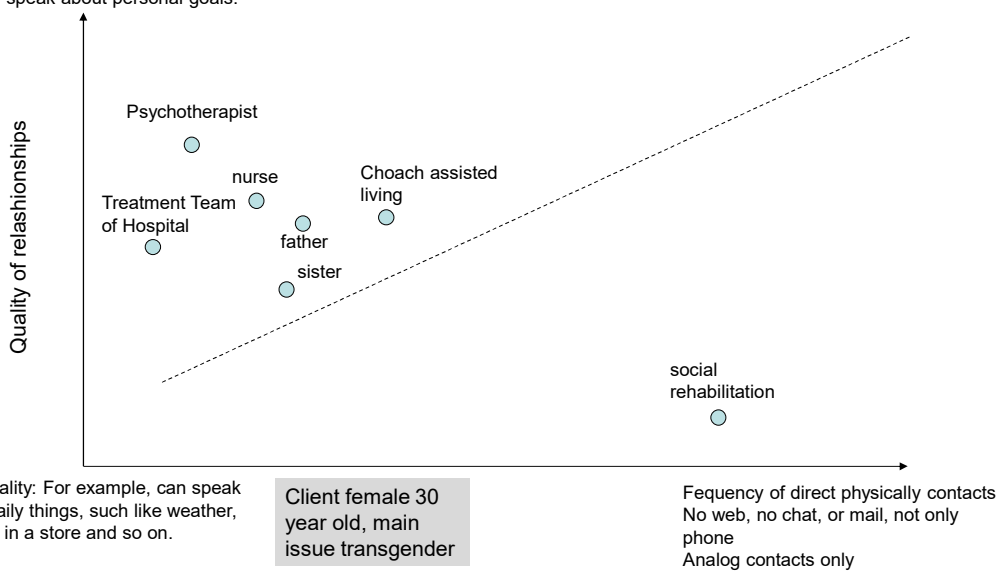 speak about personal goals.
Psychotherapist
nurse
Choach assisted
living
Treatment Team
of Hospital
father
sister
Quality of relashionships
social
rehabilitation
ality: For example, can speak
aily things, such like weather,
in a store and so on.
Client female 30
year old, main
issue transgender
Fequency of direct physically contacts
No web, no chat, or mail, not only
phone
Analog contacts only